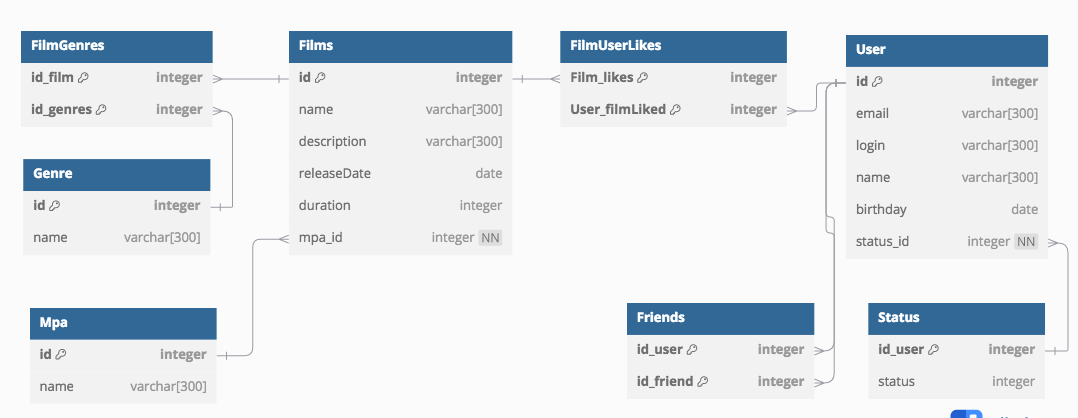 FilmGenres
id_film integer
id_genres integer
Genre
id integer
name varchar[300]
Mpa
id integer
name varchar[300]
Films
id integer
name varchar[300]
description varchar[300]
releaseDate date
duration integer
mpa_id integer NN
FilmUserLikes
Film_likes integer
User_filmLiked integer
User
id integer
email varchar[300]
login varchar[300]
name varchar[300]
birthday date
status_id integer NN
Friends
id_user integer
id_friend integer
Status
id_user integer
status integer